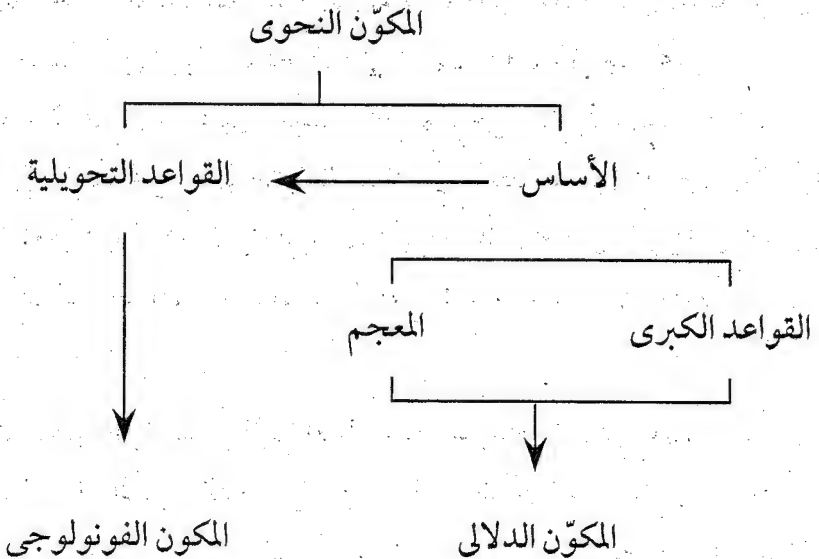 المكوّن النحوى
الأساس
القواعد التحويلية
القواعد الكبرى
المعجم
المكوّن الدلالى
المكون الفونولوجى